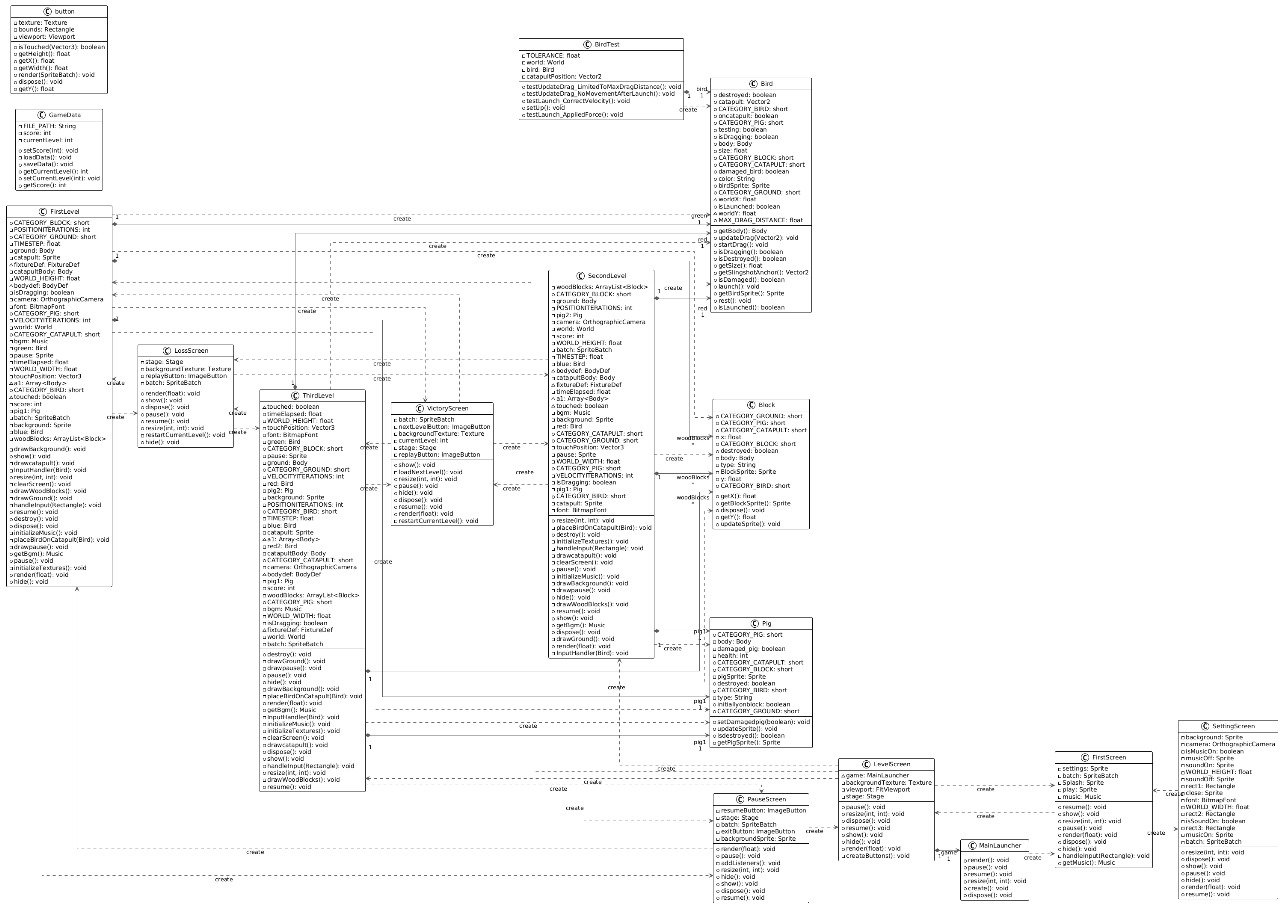 button
texture: Texture
bounds: Rectangle
viewport: Viewport
isTouched(Vector3): boolean
getHeight(): float
getX(): float
getWidth(): float
render(SpriteBatch): void
dispose(): void
getY(): float
GameData
FILE_PATH: String
score: int
currentLevel: int
setScore(int): void
loadData(): void
saveData(): void
getCurrentLevel(): int
setCurrentLevel(int): void
getScore(): int
BirdTest
TOLERANCE: float
world: World
bird: Bird
catapultPosition: Vector2
testUpdateDrag_LimitedToMaxDragDistance(): void
testUpdateDrag_NoMovementAfterLaunch(): void
testLaunch_CorrectVelocity(): void
setUp(): void
testLaunch_AppliedForce(): void
1
bird
1
create
Bird
destroyed: boolean
catapult: Vector2
CATEGORY_BIRD: short
oncatapult: boolean
CATEGORY_PIG: short
testing: boolean
isDragging: boolean
body: Body
size: float
CATEGORY_BLOCK: short
CATEGORY_CATAPULT: short
damaged_bird: boolean
color: String
birdSprite: Sprite
CATEGORY_GROUND: short
worldX: float
isLaunched: boolean
worldY: float
MAX_DRAG_DISTANCE: float
getBody(): Body
updateDrag(Vector2): void
startDrag(): void
isDragging(): boolean
isDestroyed(): boolean
getSize(): float
getSlingshotAnchor(): Vector2
isDamaged(): boolean
launch(): void
getBirdSprite(): Sprite
rest(): void
isLaunched(): boolean
FirstLevel
CATEGORY_BLOCK: short
POSITIONITERATIONS: int
CATEGORY_GROUND: short
TIMESTEP: float
ground: Body
catapult: Sprite
fixtureDef: FixtureDef
catapultBody: Body
WORLD_HEIGHT: float
bodydef: BodyDef
isDragging: boolean
camera: OrthographicCamera
font: BitmapFont
CATEGORY_PIG: short
VELOCITYITERATIONS: int
world: World
CATEGORY_CATAPULT: short
bgm: Music
green: Bird
pause: Sprite
timeElapsed: float
WORLD_WIDTH: float
touchPosition: Vector3
a1: Array<Body>
CATEGORY_BIRD: short
touched: boolean
score: int
pig1: Pig
batch: SpriteBatch
background: Sprite
blue: Bird
woodBlocks: ArrayList<Block>
drawBackground(): void
show(): void
drawcatapult(): void
InputHandler(Bird): void
resize(int, int): void
clearScreen(): void
drawWoodBlocks(): void
drawGround(): void
handleInput(Rectangle): void
resume(): void
destroy(): void
dispose(): void
initializeMusic(): void
placeBirdOnCatapult(Bird): void
drawpause(): void
getBgm(): Music
pause(): void
initializeTextures(): void
render(float): void
hide(): void
1
create
green
1
create
red
1
1
create
create
1
create
LossScreen
stage: Stage
backgroundTexture: Texture
replayButton: ImageButton
batch: SpriteBatch
render(float): void
show(): void
dispose(): void
pause(): void
resume(): void
resize(int, int): void
restartCurrentLevel(): void
hide(): void
create
create
create
create
create
create
ThirdLevel
touched: boolean
timeElapsed: float
WORLD_HEIGHT: float
touchPosition: Vector3
font: BitmapFont
green: Bird
CATEGORY_BLOCK: short
pause: Sprite
ground: Body
CATEGORY_GROUND: short
VELOCITYITERATIONS: int
red: Bird
pig2: Pig
background: Sprite
POSITIONITERATIONS: int
CATEGORY_BIRD: short
TIMESTEP: float
blue: Bird
catapult: Sprite
a1: Array<Body>
red2: Bird
catapultBody: Body
CATEGORY_CATAPULT: short
camera: OrthographicCamera
bodydef: BodyDef
pig1: Pig
score: int
woodBlocks: ArrayList<Block>
CATEGORY_PIG: short
bgm: Music
WORLD_WIDTH: float
isDragging: boolean
fixtureDef: FixtureDef
world: World
batch: SpriteBatch
destroy(): void
drawGround(): void
drawpause(): void
pause(): void
hide(): void
drawBackground(): void
placeBirdOnCatapult(Bird): void
render(float): void
getBgm(): Music
InputHandler(Bird): void
initializeMusic(): void
initializeTextures(): void
clearScreen(): void
drawcatapult(): void
dispose(): void
show(): void
handleInput(Rectangle): void
resize(int, int): void
drawWoodBlocks(): void
resume(): void
1
VictoryScreen
batch: SpriteBatch
nextLevelButton: ImageButton
backgroundTexture: Texture
currentLevel: int
stage: Stage
replayButton: ImageButton
show(): void
loadNextLevel(): void
resize(int, int): void
pause(): void
hide(): void
dispose(): void
resume(): void
render(float): void
restartCurrentLevel(): void
create
create
create
create
create
SecondLevel
woodBlocks: ArrayList<Block>
CATEGORY_BLOCK: short
ground: Body
POSITIONITERATIONS: int
pig2: Pig
camera: OrthographicCamera
world: World
score: int
WORLD_HEIGHT: float
batch: SpriteBatch
TIMESTEP: float
blue: Bird
bodydef: BodyDef
catapultBody: Body
fixtureDef: FixtureDef
timeElapsed: float
a1: Array<Body>
touched: boolean
bgm: Music
background: Sprite
red: Bird
CATEGORY_CATAPULT: short
CATEGORY_GROUND: short
touchPosition: Vector3
pause: Sprite
WORLD_WIDTH: float
CATEGORY_PIG: short
VELOCITYITERATIONS: int
isDragging: boolean
pig1: Pig
CATEGORY_BIRD: short
catapult: Sprite
font: BitmapFont
resize(int, int): void
placeBirdOnCatapult(Bird): void
destroy(): void
initializeTextures(): void
handleInput(Rectangle): void
drawcatapult(): void
clearScreen(): void
pause(): void
initializeMusic(): void
drawBackground(): void
drawpause(): void
hide(): void
drawWoodBlocks(): void
resume(): void
show(): void
getBgm(): Music
dispose(): void
drawGround(): void
render(float): void
InputHandler(Bird): void
1
create
red
1
create
1
woodBlocks
woodBlocks
woodBlocks
Block
CATEGORY_GROUND: short
CATEGORY_PIG: short
CATEGORY_CATAPULT: short
x: float
CATEGORY_BLOCK: short
destroyed: boolean
body: Body
type: String
BlockSprite: Sprite
y: float
CATEGORY_BIRD: short
getX(): float
getBlockSprite(): Sprite
dispose(): void
getY(): float
updateSprite(): void
Pig
CATEGORY_PIG: short
body: Body
damaged_pig: boolean
health: int
CATEGORY_CATAPULT: short
CATEGORY_BLOCK: short
pigSprite: Sprite
destroyed: boolean
CATEGORY_BIRD: short
type: String
initiallyonblock: boolean
CATEGORY_GROUND: short
setDamagedpig(boolean): void
updateSprite(): void
isdestroyed(): boolean
getPigSprite(): Sprite
pig1
1
create
pig1
1
pig1
1
1
1
create
create
create
create
create
create
create
create
PauseScreen
resumeButton: ImageButton
stage: Stage
batch: SpriteBatch
exitButton: ImageButton
backgroundSprite: Sprite
render(float): void
pause(): void
addListeners(): void
resize(int, int): void
hide(): void
show(): void
dispose(): void
resume(): void
create
LevelScreen
game: MainLauncher
backgroundTexture: Texture
viewport: FitViewport
stage: Stage
pause(): void
resize(int, int): void
dispose(): void
resume(): void
show(): void
hide(): void
render(float): void
createButtons(): void
create
create
1
game
1
MainLauncher
render(): void
pause(): void
resume(): void
resize(int, int): void
create(): void
dispose(): void
create
FirstScreen
settings: Sprite
batch: SpriteBatch
Splash: Sprite
play: Sprite
music: Music
resume(): void
show(): void
resize(int, int): void
pause(): void
render(float): void
dispose(): void
hide(): void
handleInput(Rectangle): void
getMusic(): Music
create
create
SettingScreen
background: Sprite
camera: OrthographicCamera
isMusicOn: boolean
musicOff: Sprite
soundOn: Sprite
WORLD_HEIGHT: float
soundOff: Sprite
rect1: Rectangle
close: Sprite
font: BitmapFont
WORLD_WIDTH: float
rect2: Rectangle
isSoundOn: boolean
rect3: Rectangle
musicOn: Sprite
batch: SpriteBatch
resize(int, int): void
dispose(): void
show(): void
pause(): void
hide(): void
render(float): void
resume(): void